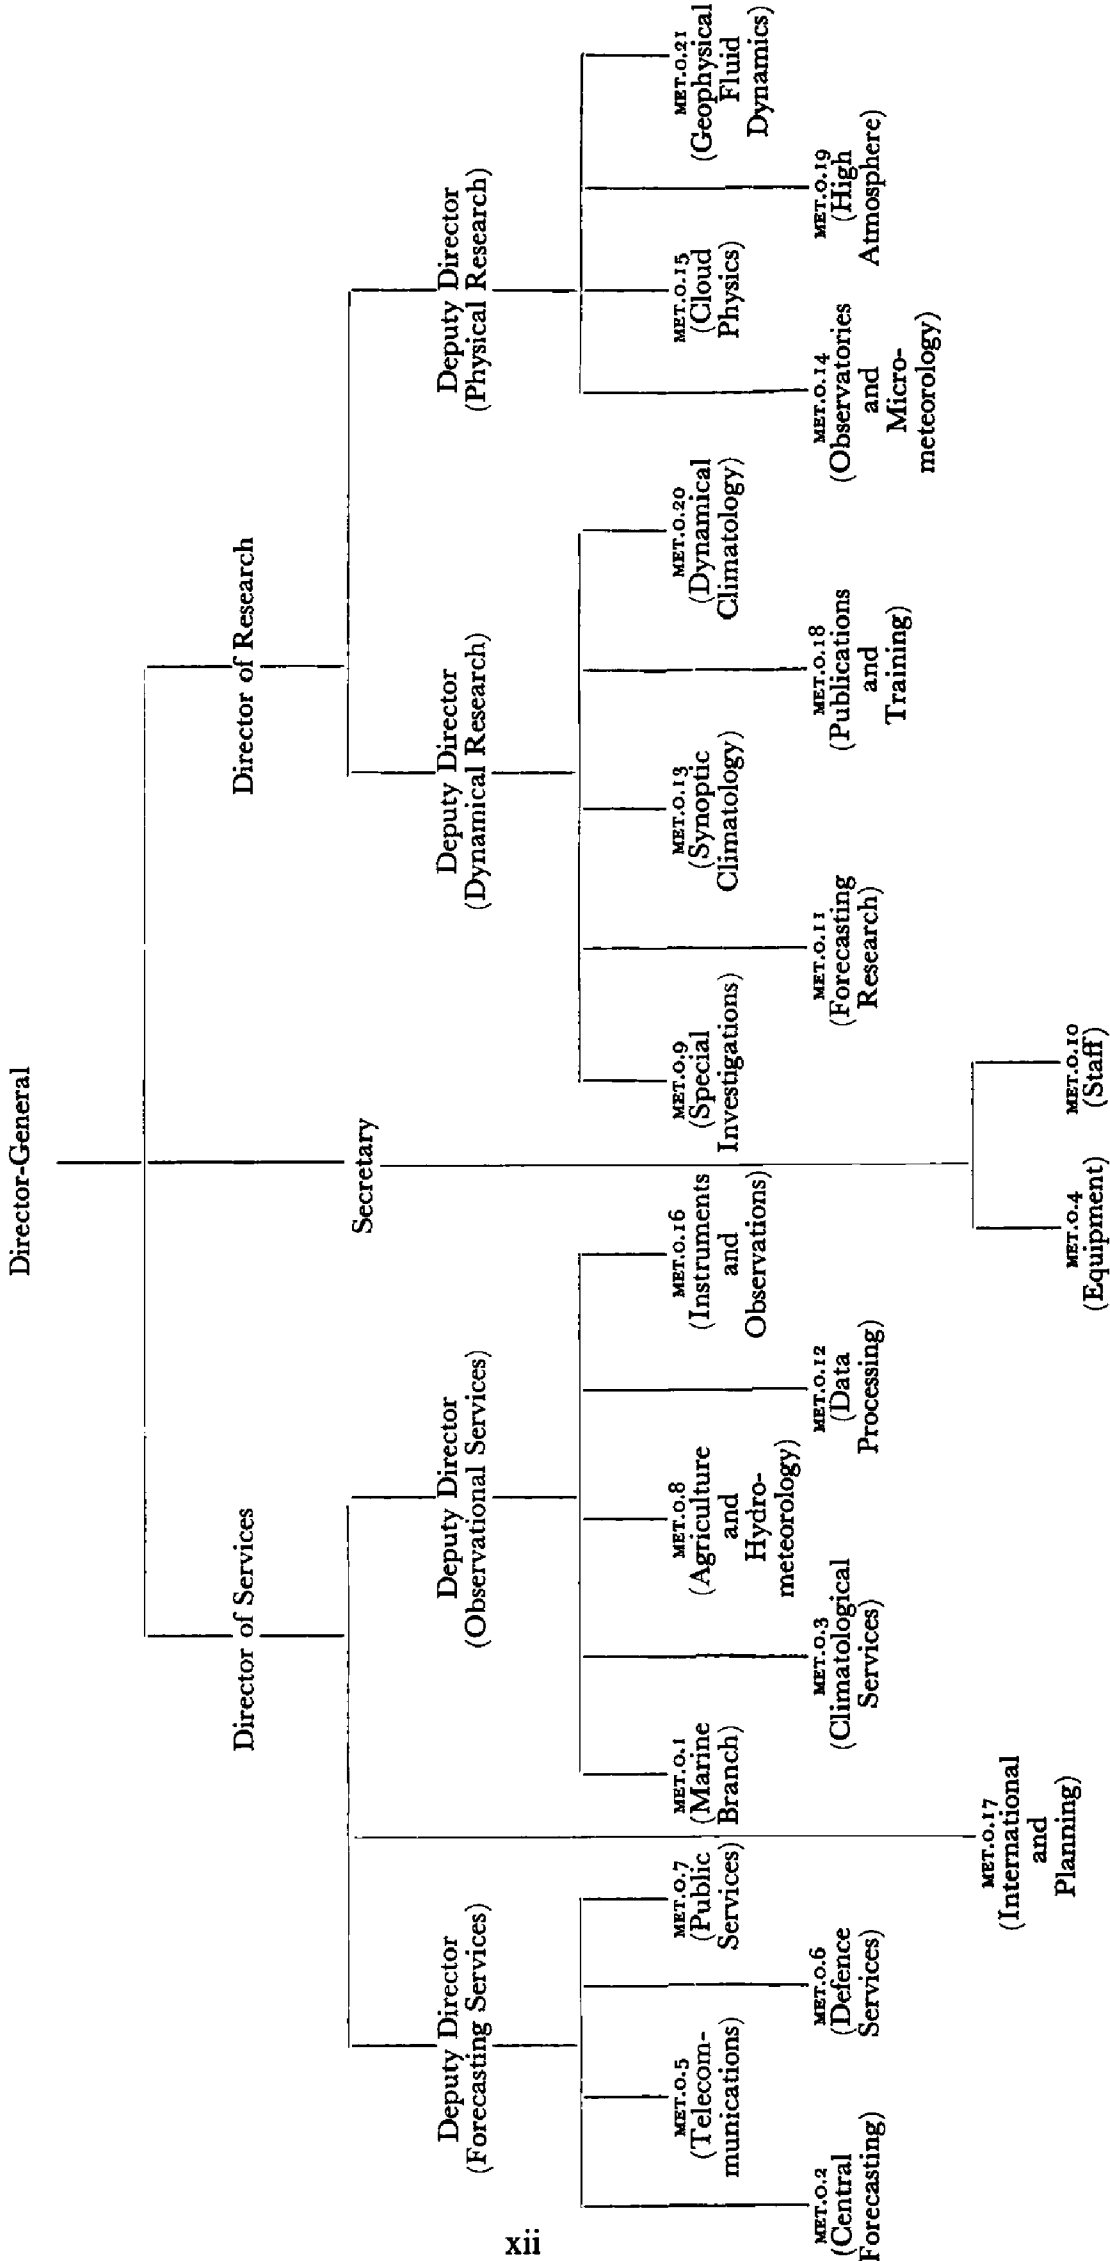 Director-General
Director of Services
Secretary
Director of Research
Deputy Director
(Forecasting Services)
Deputy Director
(Observational Services)
Deputy Director
(Dynamical Research)
Deputy Director
(Physical Research)
MET.O.2
(Central
Forecasting)
MET.O.5
(Telecom-
munications)
MET.O.6
(Defence
Services)
MET.O.7
(Public
Services)
MET.O.17
(International
and
Planning)
MET.O.1
(Marine
Branch)
MET.O.3
(Climatological
Services)
MET.O.8
(Agriculture
and
Hydro-
meteorology)
MET.O.12
(Data
Processing)
MET.O.16
(Instruments
and
Observations)
MET.O.4
(Equipment)
MET.O.10
(Staff)
MET.O.9
(Special
Investigations)
MET.O.11
(Forecasting
Research)
MET.O.13
(Synoptic
Climatology)
MET.O.18
(Publications
and
Training)
MET.O.20
(Dynamical
Climatology)
MET.O.14
(Observatories
and
Micro-
meteorology)
MET.O.15
(Cloud
Physics)
MET.O.19
(High
Atmosphere)
MET.O.21
(Geophysical
Fluid
Dynamics)
xii